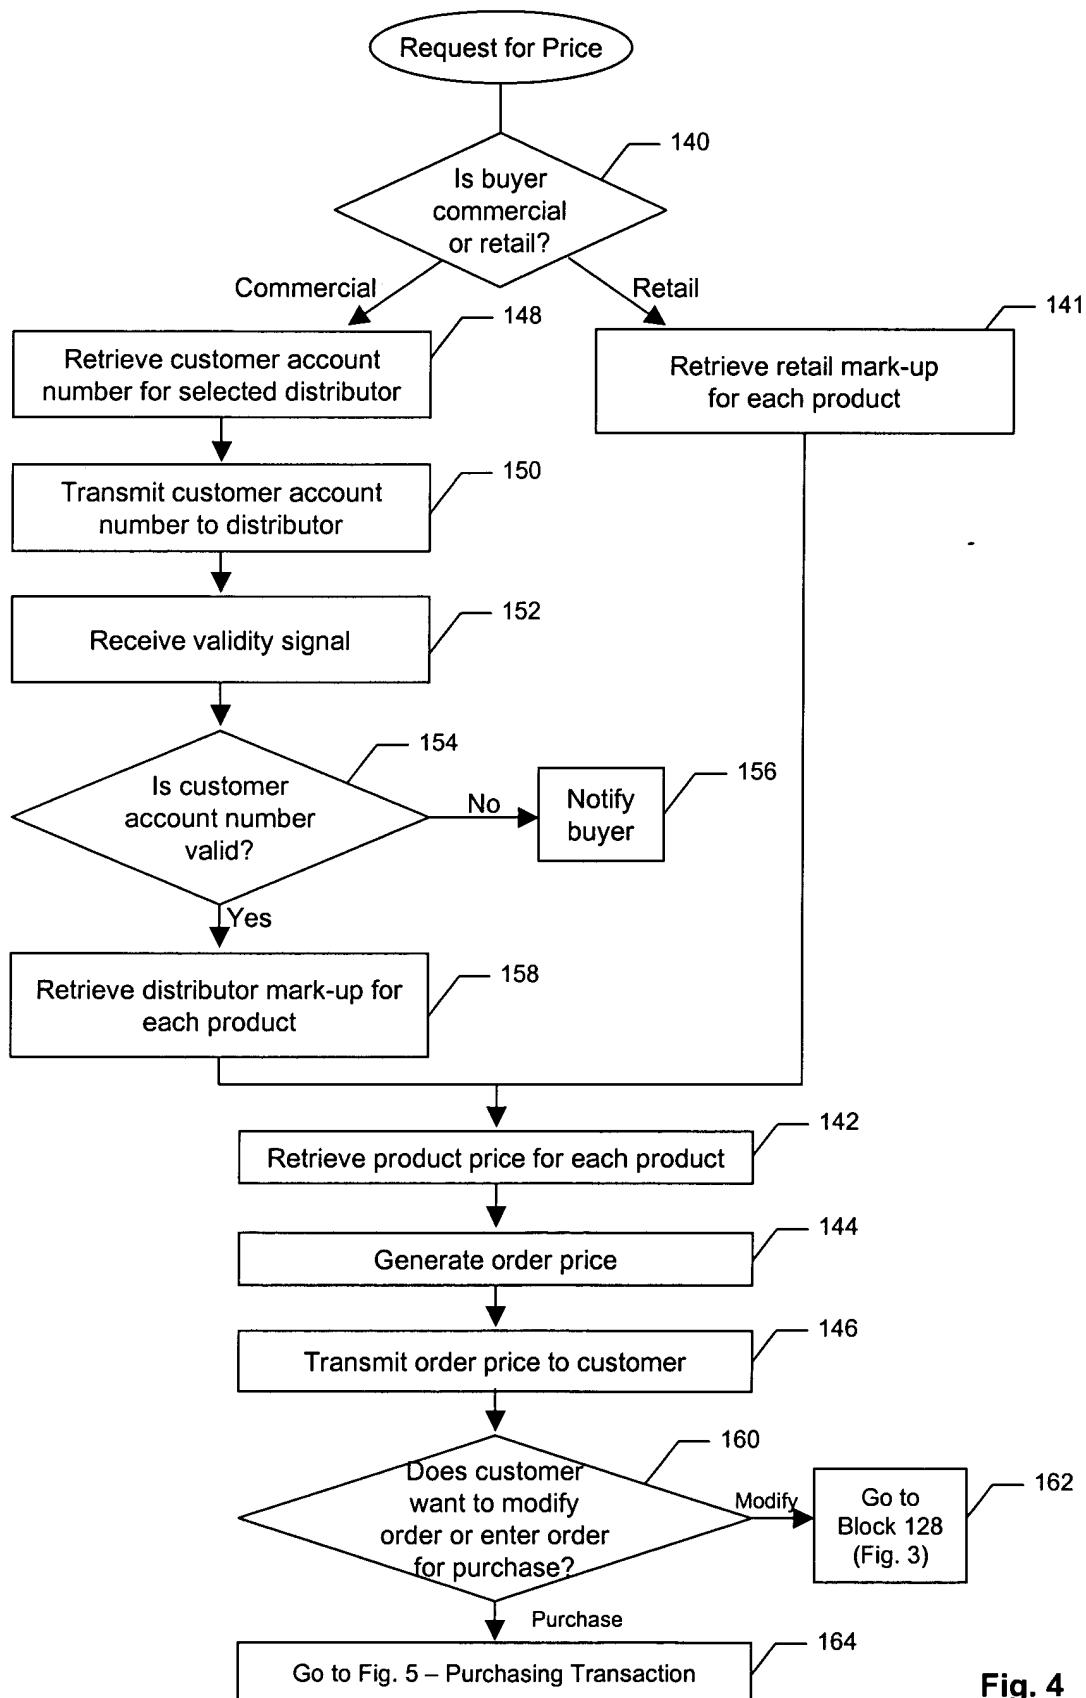 Request for Price
140
Is buyer
commercial
or retail?
Commercial
Retail
148
141
Retrieve customer account
number for selected distributor
Retrieve retail mark-up
for each product
150
Transmit customer account
number to distributor
152
Receive validity signal
154
Is customer
account number
valid?
No
156
Notify
buyer
Yes
158
Retrieve distributor mark-up for
each product
142
Retrieve product price for each product
144
Generate order price
146
Transmit order price to customer
160
Does customer
want to modify
order or enter order
for purchase?
Modify
162
Go to
Block 128
(Fig. 3)
Purchase
164
Go to Fig. 5 – Purchasing Transaction
Fig. 4